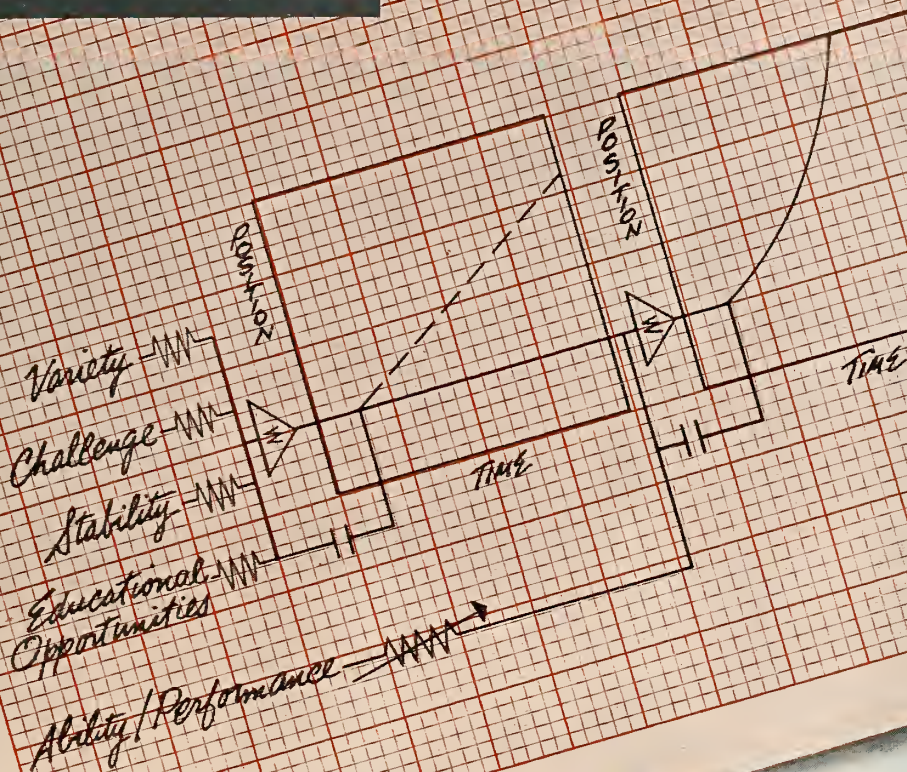 POSITION
POSITION
Variety
Challenge
Stability
Educational
Opportunities
Ability/Performance
TIME
TIME